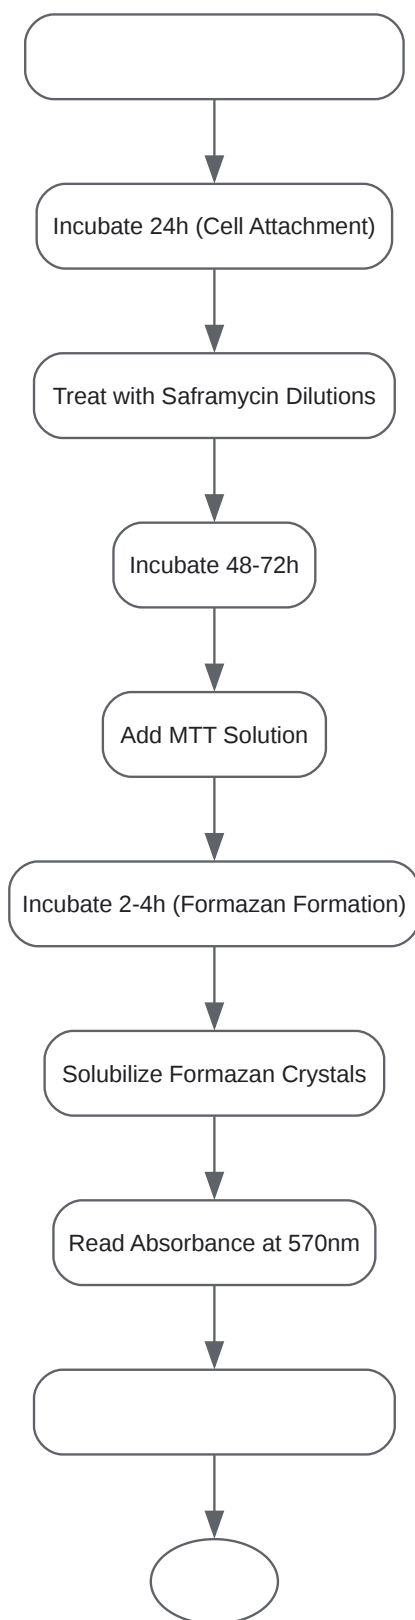 Incubate 24h (Cell Attachment)
Treat with Saframycin Dilutions
Incubate 48-72h
Add MTT Solution
Incubate 2-4h (Formazan Formation)
Solubilize Formazan Crystals
Read Absorbance at 570nm